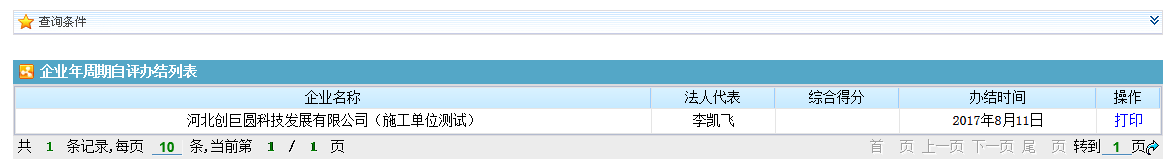 查询条件
企业年周期自评办结列表
企业名称 法人代表 综合得分 办结时间 操作
河北创巨圆科技发展有限公司（施工单位测试） 李凯飞 2017年8月11日 打印
共 1 条记录,每页 10 条,当前第 1 / 1 页 首 页 上一页 下一页 尾 页 转到 1 页